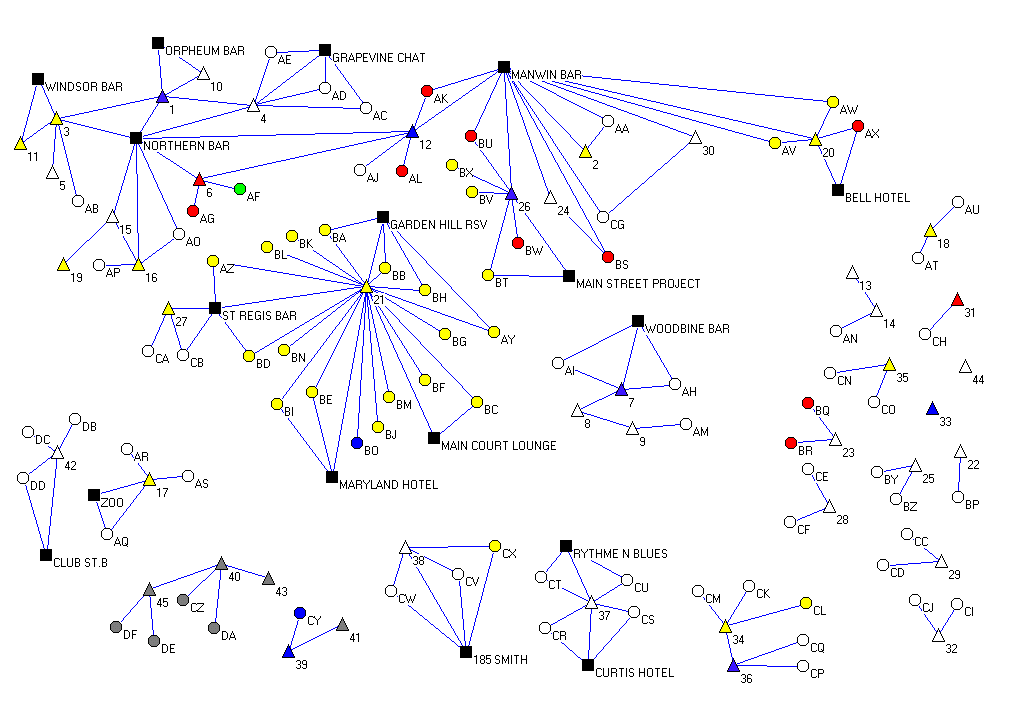 ORPHEUM BAR
AE
GRAPEVINE CHAT
MANWIN BAR
10
WINDSOR BAR
AD
AK
AW
1
4
AC
AA
AX
3
BU
30
11
NORTHERN BAR
12
2
AV
20
5
AJ
AL
BX
6
AF
BV
26
24
BELL HOTEL
AB
AG
CG
AU
15
GARDEN HILL RSV
18
AO
BK
BA
BW
BL
BS
AT
19
AP
16
AZ
BB
BT
MAIN STREET PROJECT
13
21
BH
27
ST REGIS BAR
14
31
WOODBINE BAR
AN
CH
BG
AY
CA
CB
BD
BN
AI
CN
35
44
BF
7
AH
BI
BE
BM
BC
CO
33
8
BQ
DB
BJ
9
AM
DC
BO
MAIN COURT LOUNGE
BR
23
42
AR
22
DD
17
AS
MARYLAND HOTEL
CE
BY
25
ZOO
BZ
BP
28
CF
AQ
CC
CLUB ST.B
38
CX
RYTHME N BLUES
40
CV
CD
29
43
CT
CU
45
CW
CM
CK
CZ
37
CL
CJ
CI
CY
CS
DF
DA
41
CR
34
32
DE
CQ
39
185 SMITH
CURTIS HOTEL
36
CP